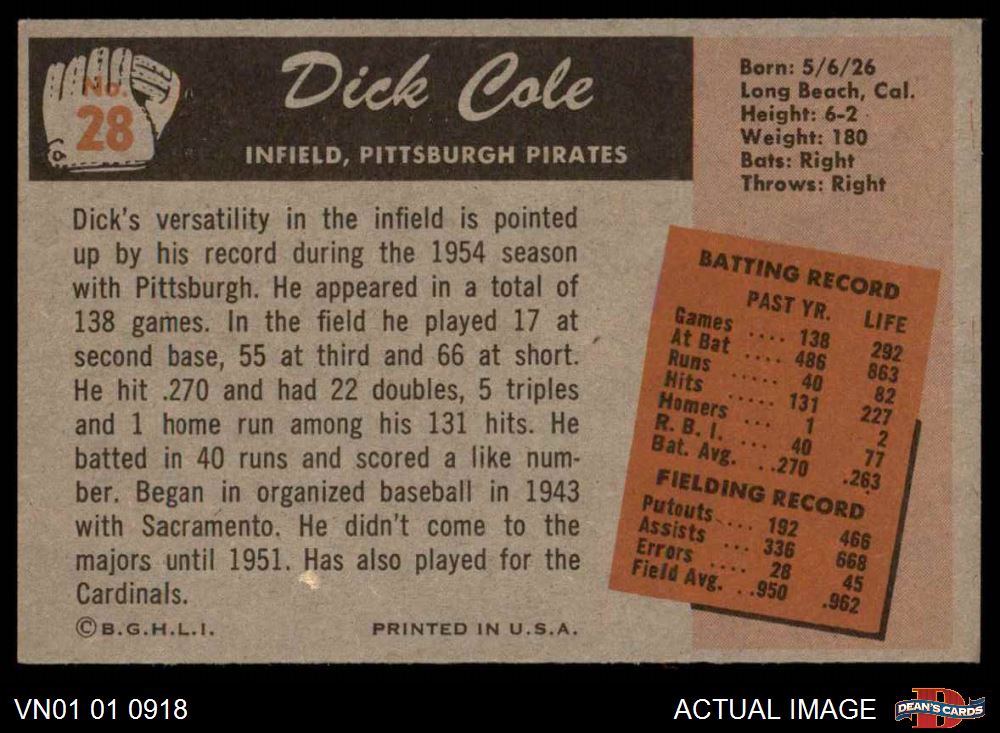 No.
28
Dick Cole
INFIELD, PITTSBURGH PIRATES
Born: 5/6/26
Long Beach, Cal.
Height: 6-2
Weight: 180
Bats: Right
Throws: Right
Dick's versatility in the infield is pointed
up by his record during the 1954 season
with Pittsburgh. He appeared in a total of
138 games. In the field he played 17 at
second base, 55 at third and 66 at short.
He hit .270 and had 22 doubles, 5 triples
and 1 home run among his 131 hits. He
batted in 40 runs and scored a like num-
ber. Began in organized baseball in 1943
with Sacramento. He didn't come to the
majors until 1951. Has also played for the
Cardinals.
©B.G.H.L.I. PRINTED IN U.S.A.
BATTING RECORD
PAST YR. LIFE
Games .... 138 292
At Bat .... 486 863
Runs ..... 40 82
Hits ..... 131 227
Homers ... 1 2
R. B. I. .... 40 77
Bat. Avg. ..270 .263
FIELDING RECORD
Putouts .... 192 466
Assists ... 336 668
Errors .... 28 45
Field Avg. ..950 .962
VN01 01 0918
ACTUAL IMAGE
D
DEAN'S CARDS